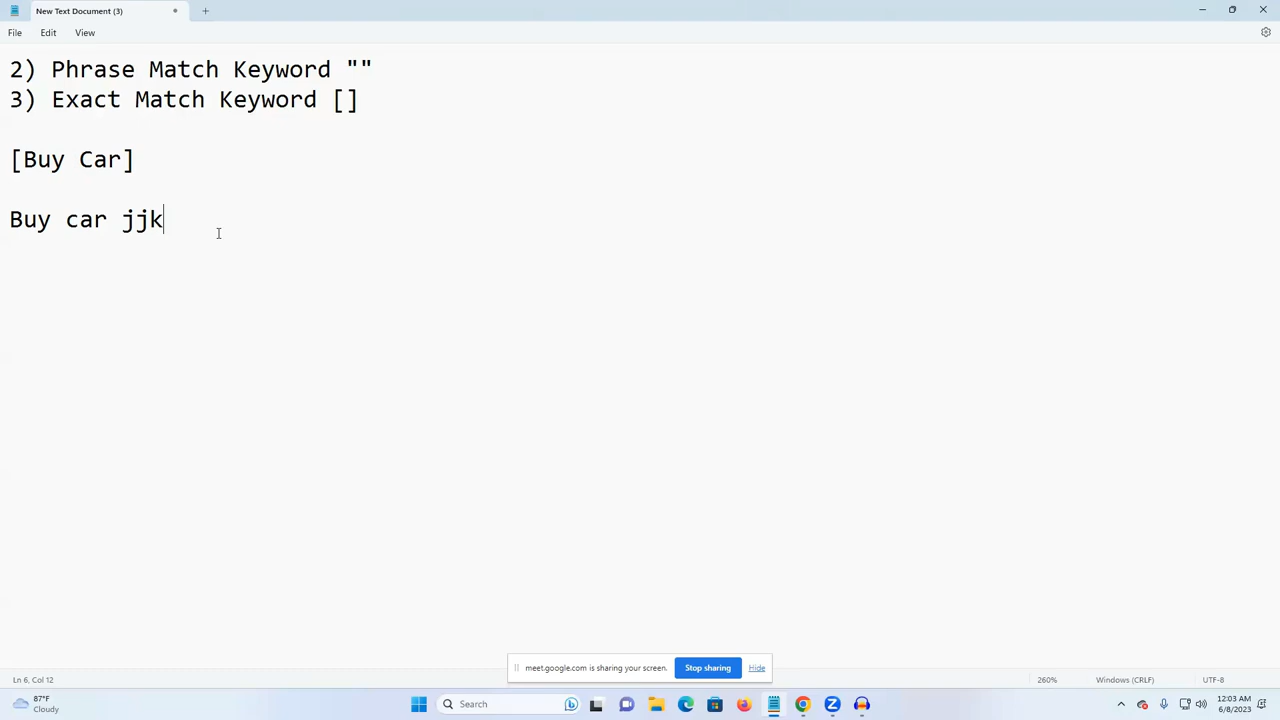 New Text Document (3)
File Edit View
2) Phrase Match Keyword ""
3) Exact Match Keyword []
[Buy Car]
Buy car jjk
meet.google.com is sharing your screen. Stop sharing Hide
Ln 6, Col 12 260% Windows (CRLF) UTF-8
87°F
Cloudy
Search
12:03 AM
6/8/2023